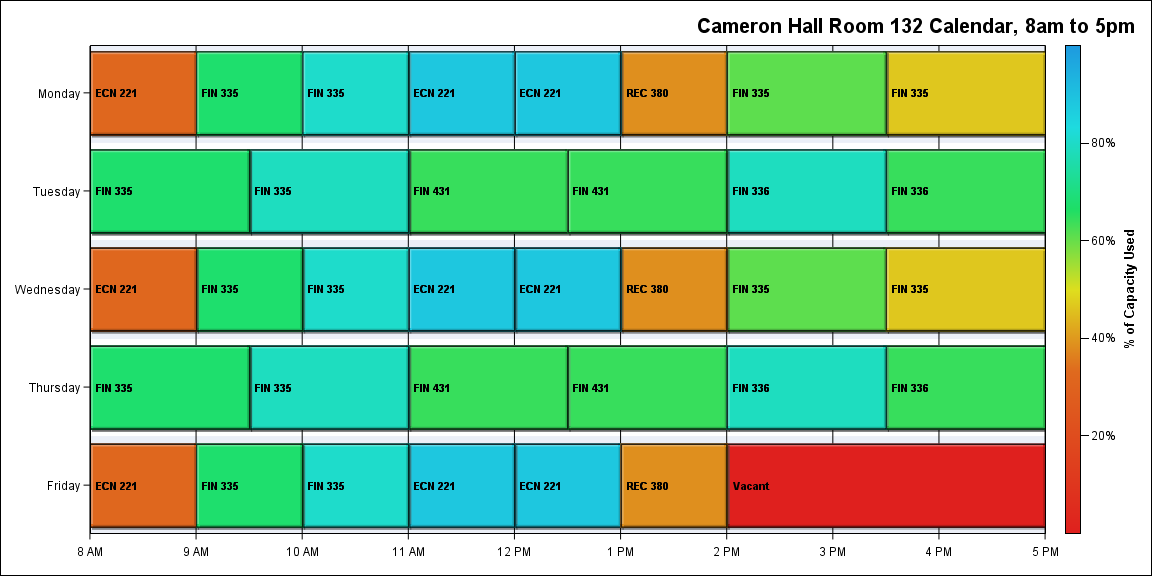 Cameron Hall Room 132 Calendar, 8am to 5pm
Monday
ECN 221
FIN 335
FIN 335
ECN 221
ECN 221
REC 380
FIN 335
FIN 335
Tuesday
FIN 335
FIN 335
FIN 431
FIN 431
FIN 336
FIN 336
Wednesday
ECN 221
FIN 335
FIN 335
ECN 221
ECN 221
REC 380
FIN 335
FIN 335
Thursday
FIN 335
FIN 335
FIN 431
FIN 431
FIN 336
FIN 336
Friday
ECN 221
FIN 335
FIN 335
ECN 221
ECN 221
REC 380
Vacant
8 AM
9 AM
10 AM
11 AM
12 PM
1 PM
2 PM
3 PM
4 PM
5 PM
80%
60%
40%
20%
% of Capacity Used